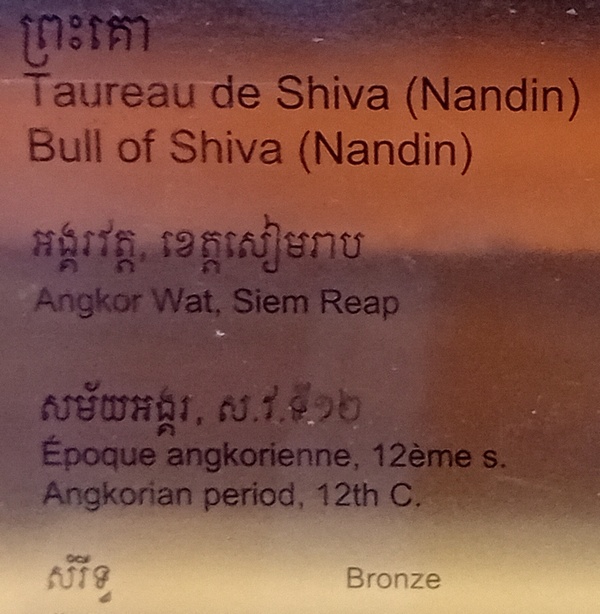 ព្រះគោ
Taureau de Shiva (Nandin)
Bull of Shiva (Nandin)
អង្គរវត្ត, ខេត្តសៀមរាប
Angkor Wat, Siem Reap
សម័យអង្គរ, ស.វ.ទី១២
Époque angkorienne, 12ème s.
Angkorian period, 12th C.
សំរឹទ្ធ Bronze